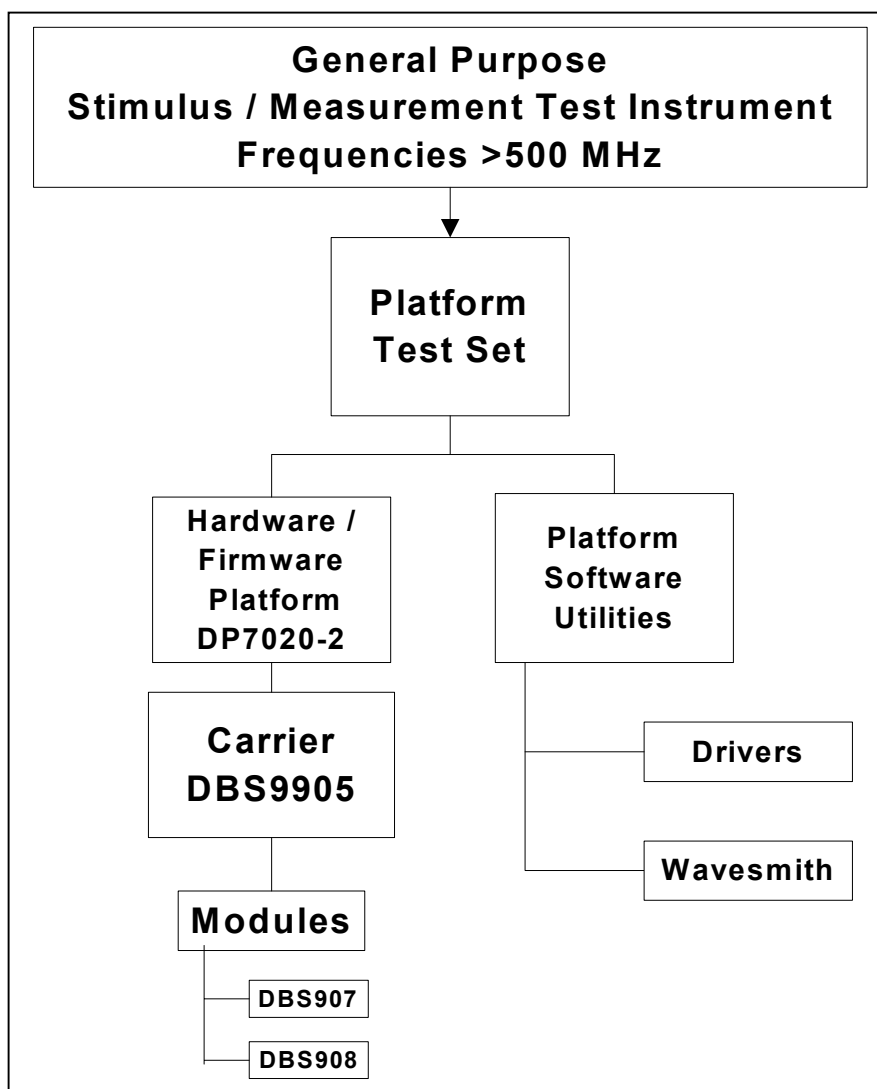 General Purpose
Stimulus / Measurement Test Instrument
Frequencies >500 MHz
Platform
Test Set
Hardware /
Firmware
Platform
DP7020-2
Platform
Software
Utilities
Carrier
DBS9905
Drivers
Wavesmith
Modules
DBS907
DBS908